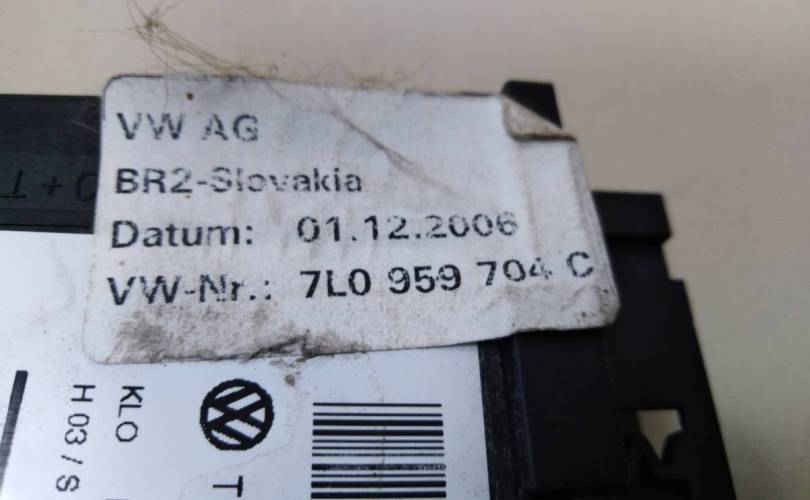 VW AG
BR2-Slovakia
Datum: 01.12.2006
VW-Nr.: 7L0 959 704 C
KLO
H 03 / S
T